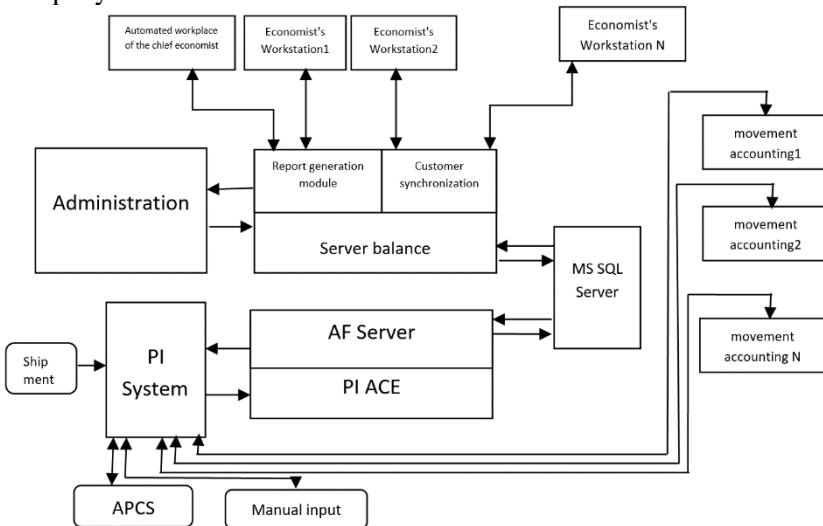 Automated workplace
of the chief economist
Economist's
Workstation1
Economist's
Workstation2
Economist's
Workstation N
movement
accounting1
Report generation
module
Customer
synchronization
Administration
Server balance
movement
accounting2
MS SQL
Server
AF Server
movement
accounting N
Ship
ment
PI
System
PI ACE
APCS
Manual input